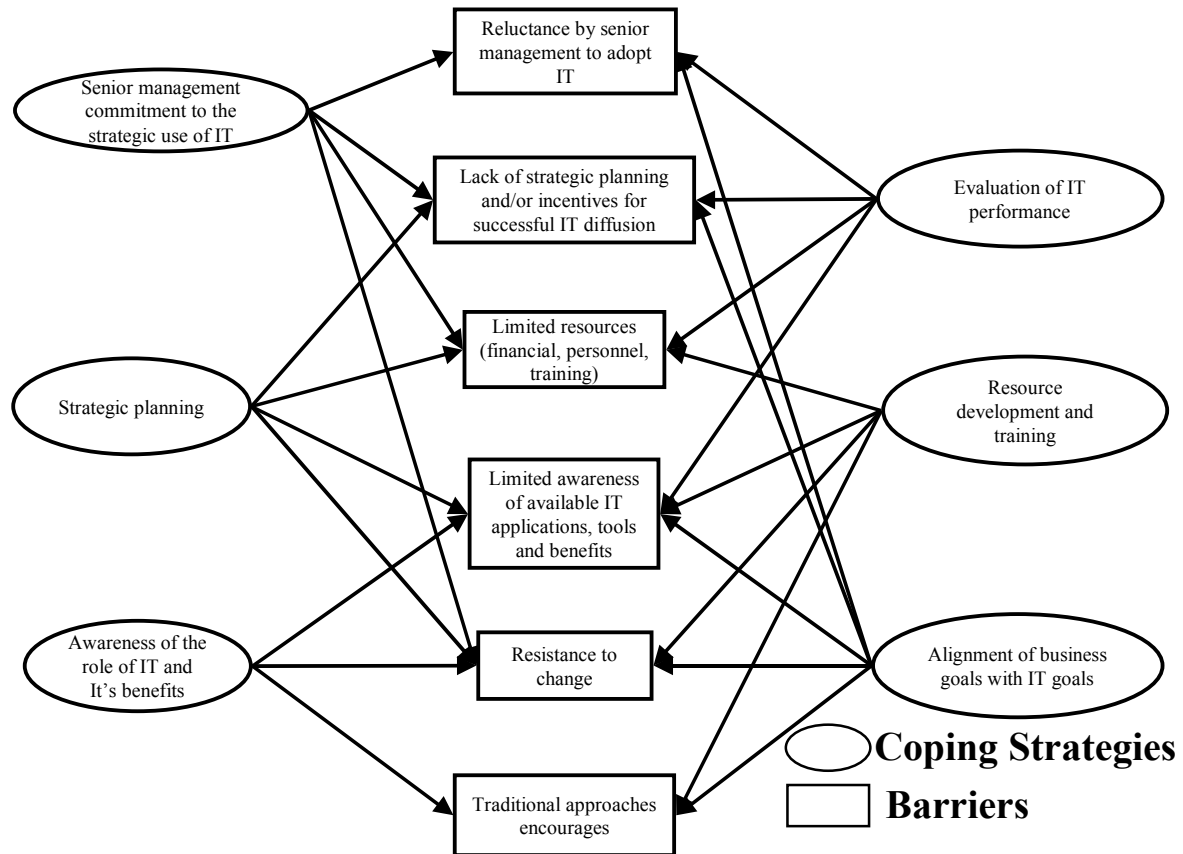 Reluctance by senior
management to adopt
IT
Senior management
commitment to the
strategic use of IT
Lack of strategic planning
and/or incentives for
successful IT diffusion
Evaluation of IT
performance
Limited resources
(financial, personnel,
training)
Strategic planning
Resource
development and
training
Limited awareness
of available IT
applications, tools
and benefits
Awareness of the
role of IT and
It’s benefits
Resistance to
change
Alignment of business
goals with IT goals
Coping Strategies
Barriers
Traditional approaches
encourages